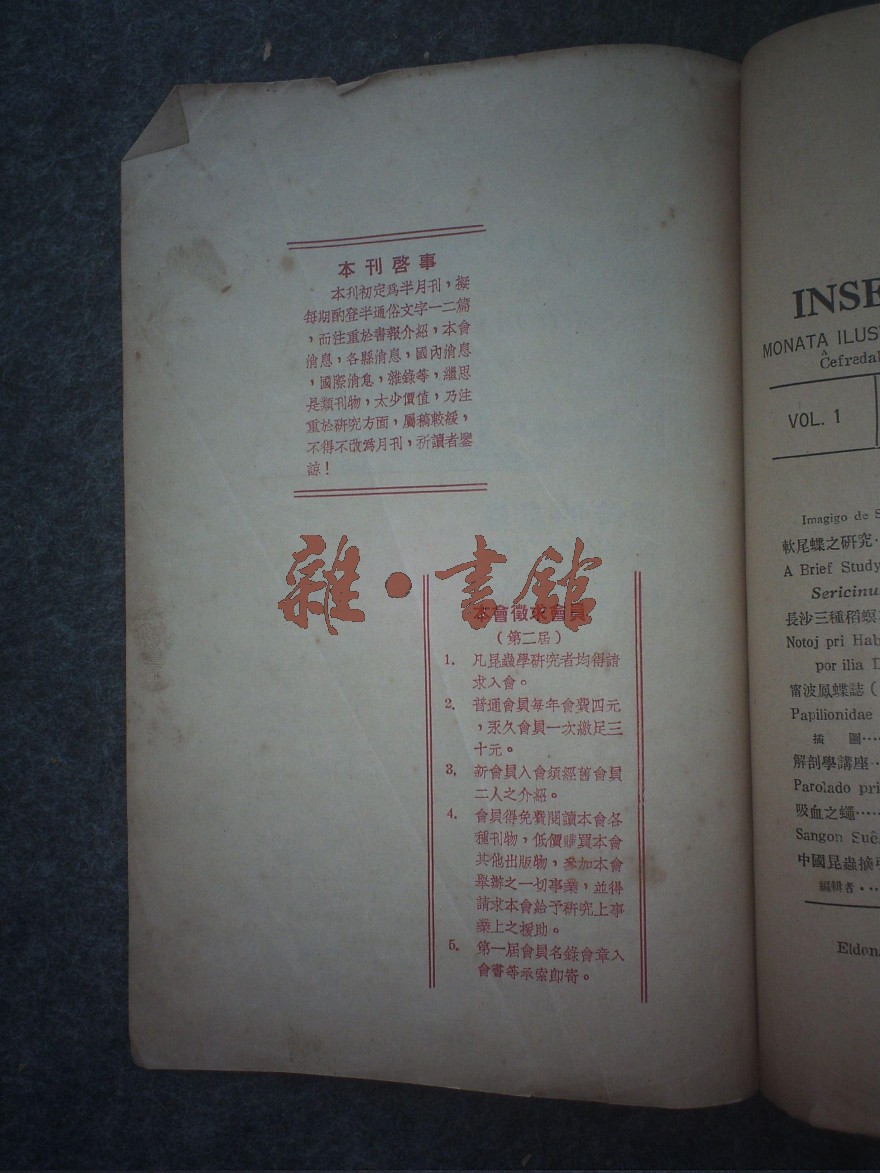 本刊啓事
本刊初定爲半月刊，擬
每期酌登半通俗文字一二篇
，而注重於書報介紹，本會
消息，各縣消息，國內消息
，國際消息，雜錄等，繼思
是類刊物，太少價值，乃注
重於研究方面，屬稿較緩，
不得不改爲月刊，祈讀者鑒
諒！
雜·書館
本會徵求會員
（第二屆）
1. 凡昆蟲學研究者均得請
求入會。
2. 普通會員每年會費四元
，永久會員一次繳足三
十元。
3. 新會員入會須經舊會員
二人之介紹。
4. 會員得免費閱讀本會各
種刊物，低價購買本會
其他出版物，參加本會
舉辦之一切事業，並得
請求本會給予研究上事
業上之援助。
5. 第一屆會員名錄會章入
會書等承索卽寄。
INSE
MONATA ILUS
Ĉefredak
VOL. 1
Imagigo de S
軟尾蝶之研究
A Brief Study
Sericinu
長沙三種稻螟
Notoj pri Hab
por ilia D
甯波鳳蝶誌（
Papilionidae
插 圖
解剖學講座
Parolado pri
吸血之蠅
Sangon Suĉ
中國昆蟲摘
編輯者
Eldon